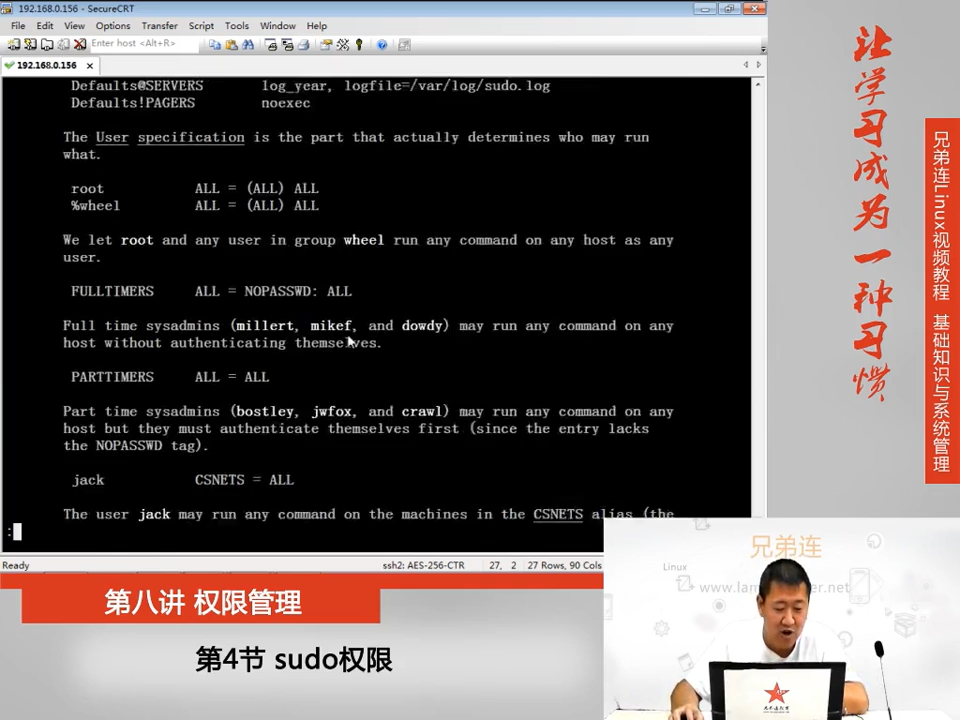 192.168.0.156 - SecureCRT
File Edit View Options Transfer Script Tools Window Help
Enter host <Alt+R>
192.168.0.156
Defaults@SERVERS log_year, logfile=/var/log/sudo.log
Defaults!PAGERS noexec
The User specification is the part that actually determines who may run
what.
root ALL = (ALL) ALL
%wheel ALL = (ALL) ALL
We let root and any user in group wheel run any command on any host as any
user.
FULLTIMERS ALL = NOPASSWD: ALL
Full time sysadmins (millert, mikef, and dowdy) may run any command on any
host without authenticating themselves.
PARTTIMERS ALL = ALL
Part time sysadmins (bostley, jwfox, and crawl) may run any command on any
host but they must authenticate themselves first (since the entry lacks
the NOPASSWD tag).
jack CSNETS = ALL
The user jack may run any command on the machines in the CSNETS alias (the
:
Ready ssh2: AES-256-CTR 27, 2 27 Rows, 90 Cols
让学习成为一种习惯
兄弟连Linux视频教程 基础知识与系统管理
第八讲 权限管理
第4节 sudo权限
兄弟连
Linux